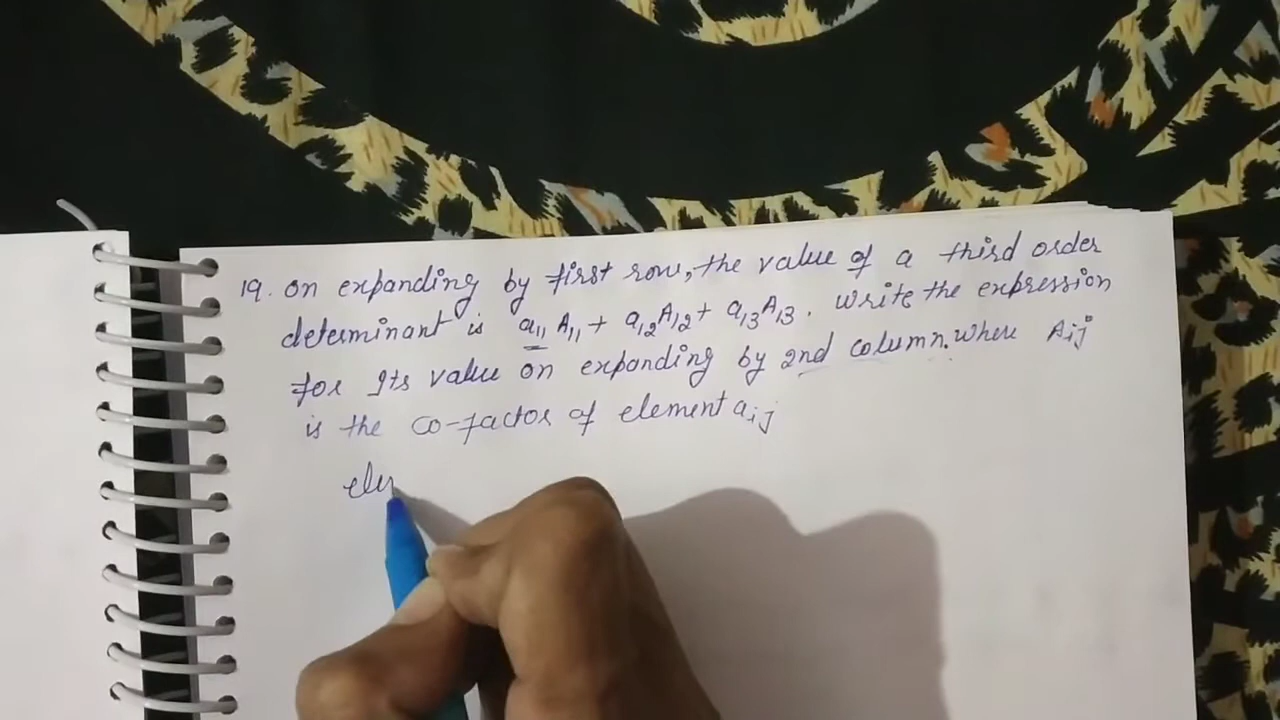 19. on expanding by first row, the value of a third order
determinant is a₁₁ A₁₁ + a₁₂ A₁₂ + a₁₃ A₁₃. write the expression
for Its value on expanding by 2nd column. where Aij
is the co-factor of element aij
ele